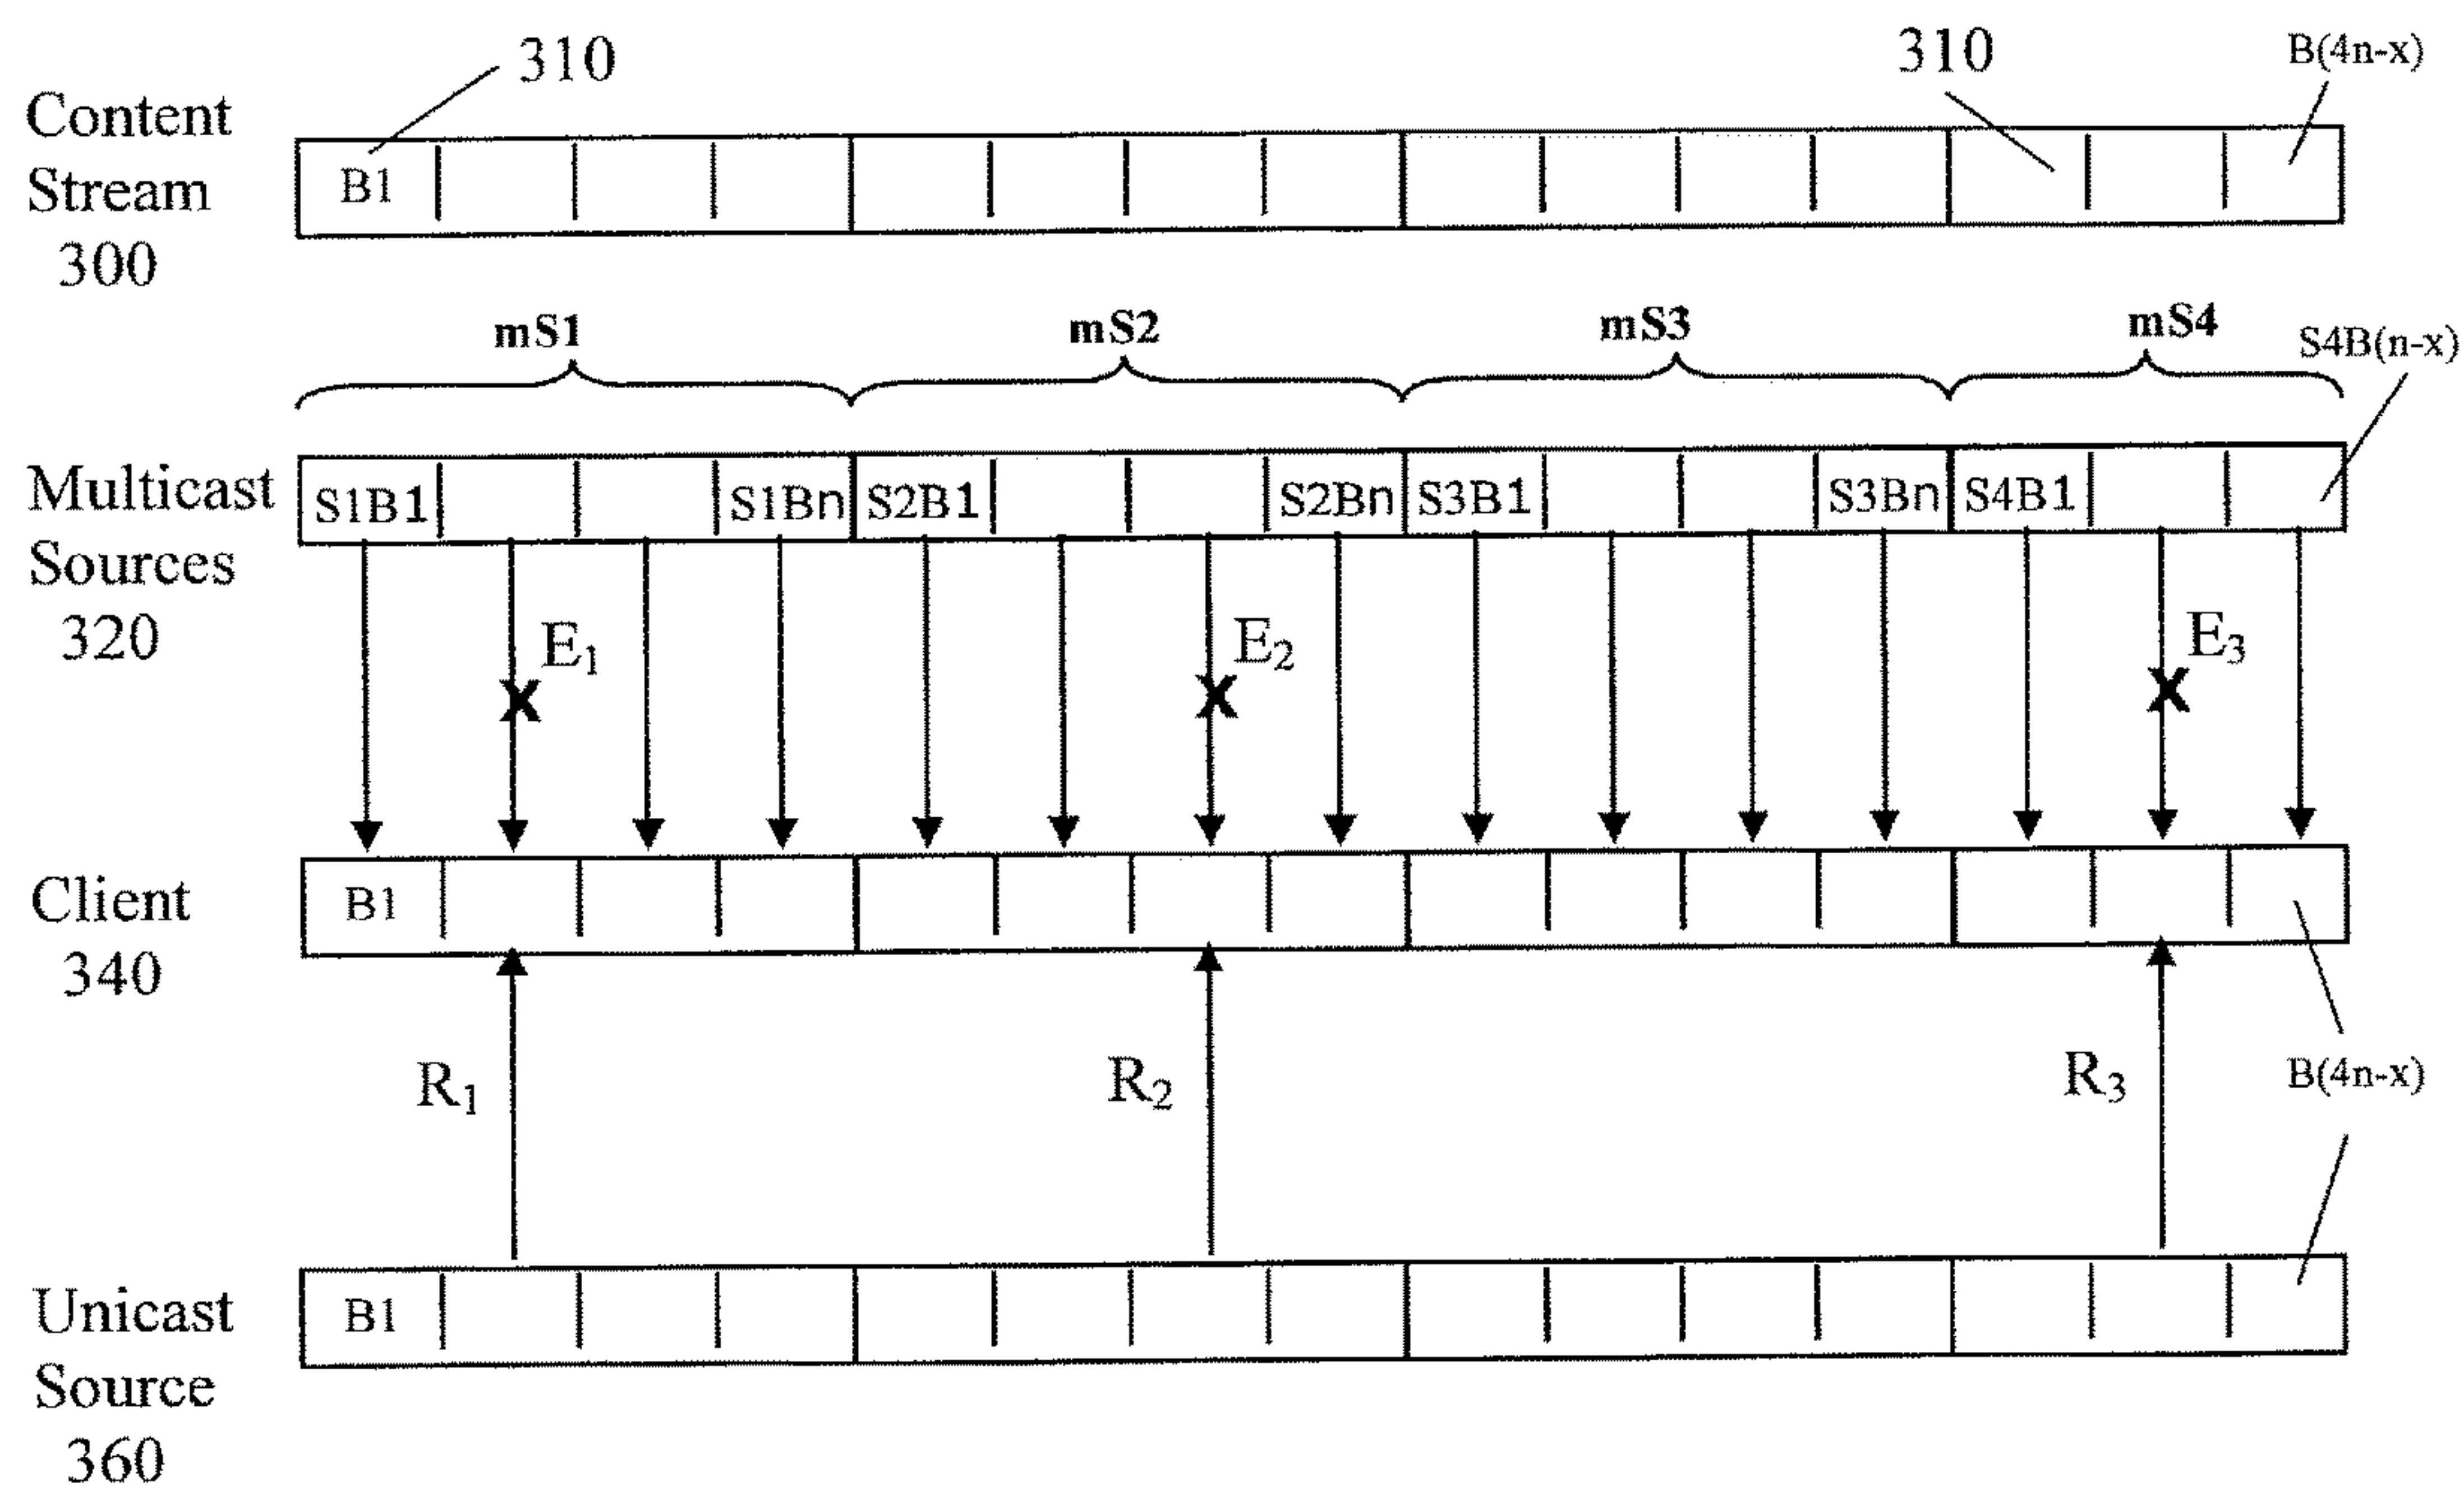 310
310
B(4n-x)
Content
Stream
300
B1
mS1
mS2
mS3
mS4
S4B(n-x)
Multicast
Sources
320
S1B1
S1Bn
S2B1
S2Bn
S3B1
S3Bn
S4B1
E₁
X
E₂
X
E₃
X
Client
340
B1
R₁
R₂
R₃
B(4n-x)
Unicast
Source
360
B1